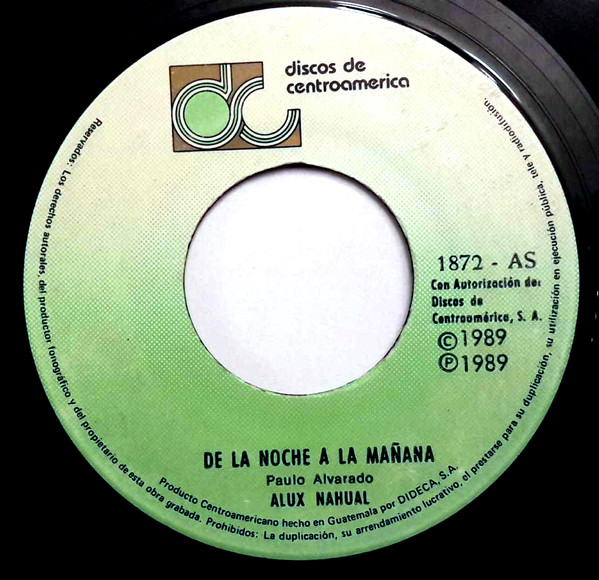 dc
discos de
centroamerica
1872 - AS
Con Autorización de:
Discos de
Centroamérica, S. A.
©1989
℗1989
DE LA NOCHE A LA MAÑANA
Paulo Alvarado
ALUX NAHUAL
Producto Centroamericano hecho en Guatemala por DIDECA, S.A.
Reservados: Los derechos autorales, del productor fonográfico y del propietario de esta obra grabada. Prohibidos: La duplicación, su arrendamiento lucrativo, el prestarse para su duplicación, su utilización en ejecución pública, tele y radiodifusión.